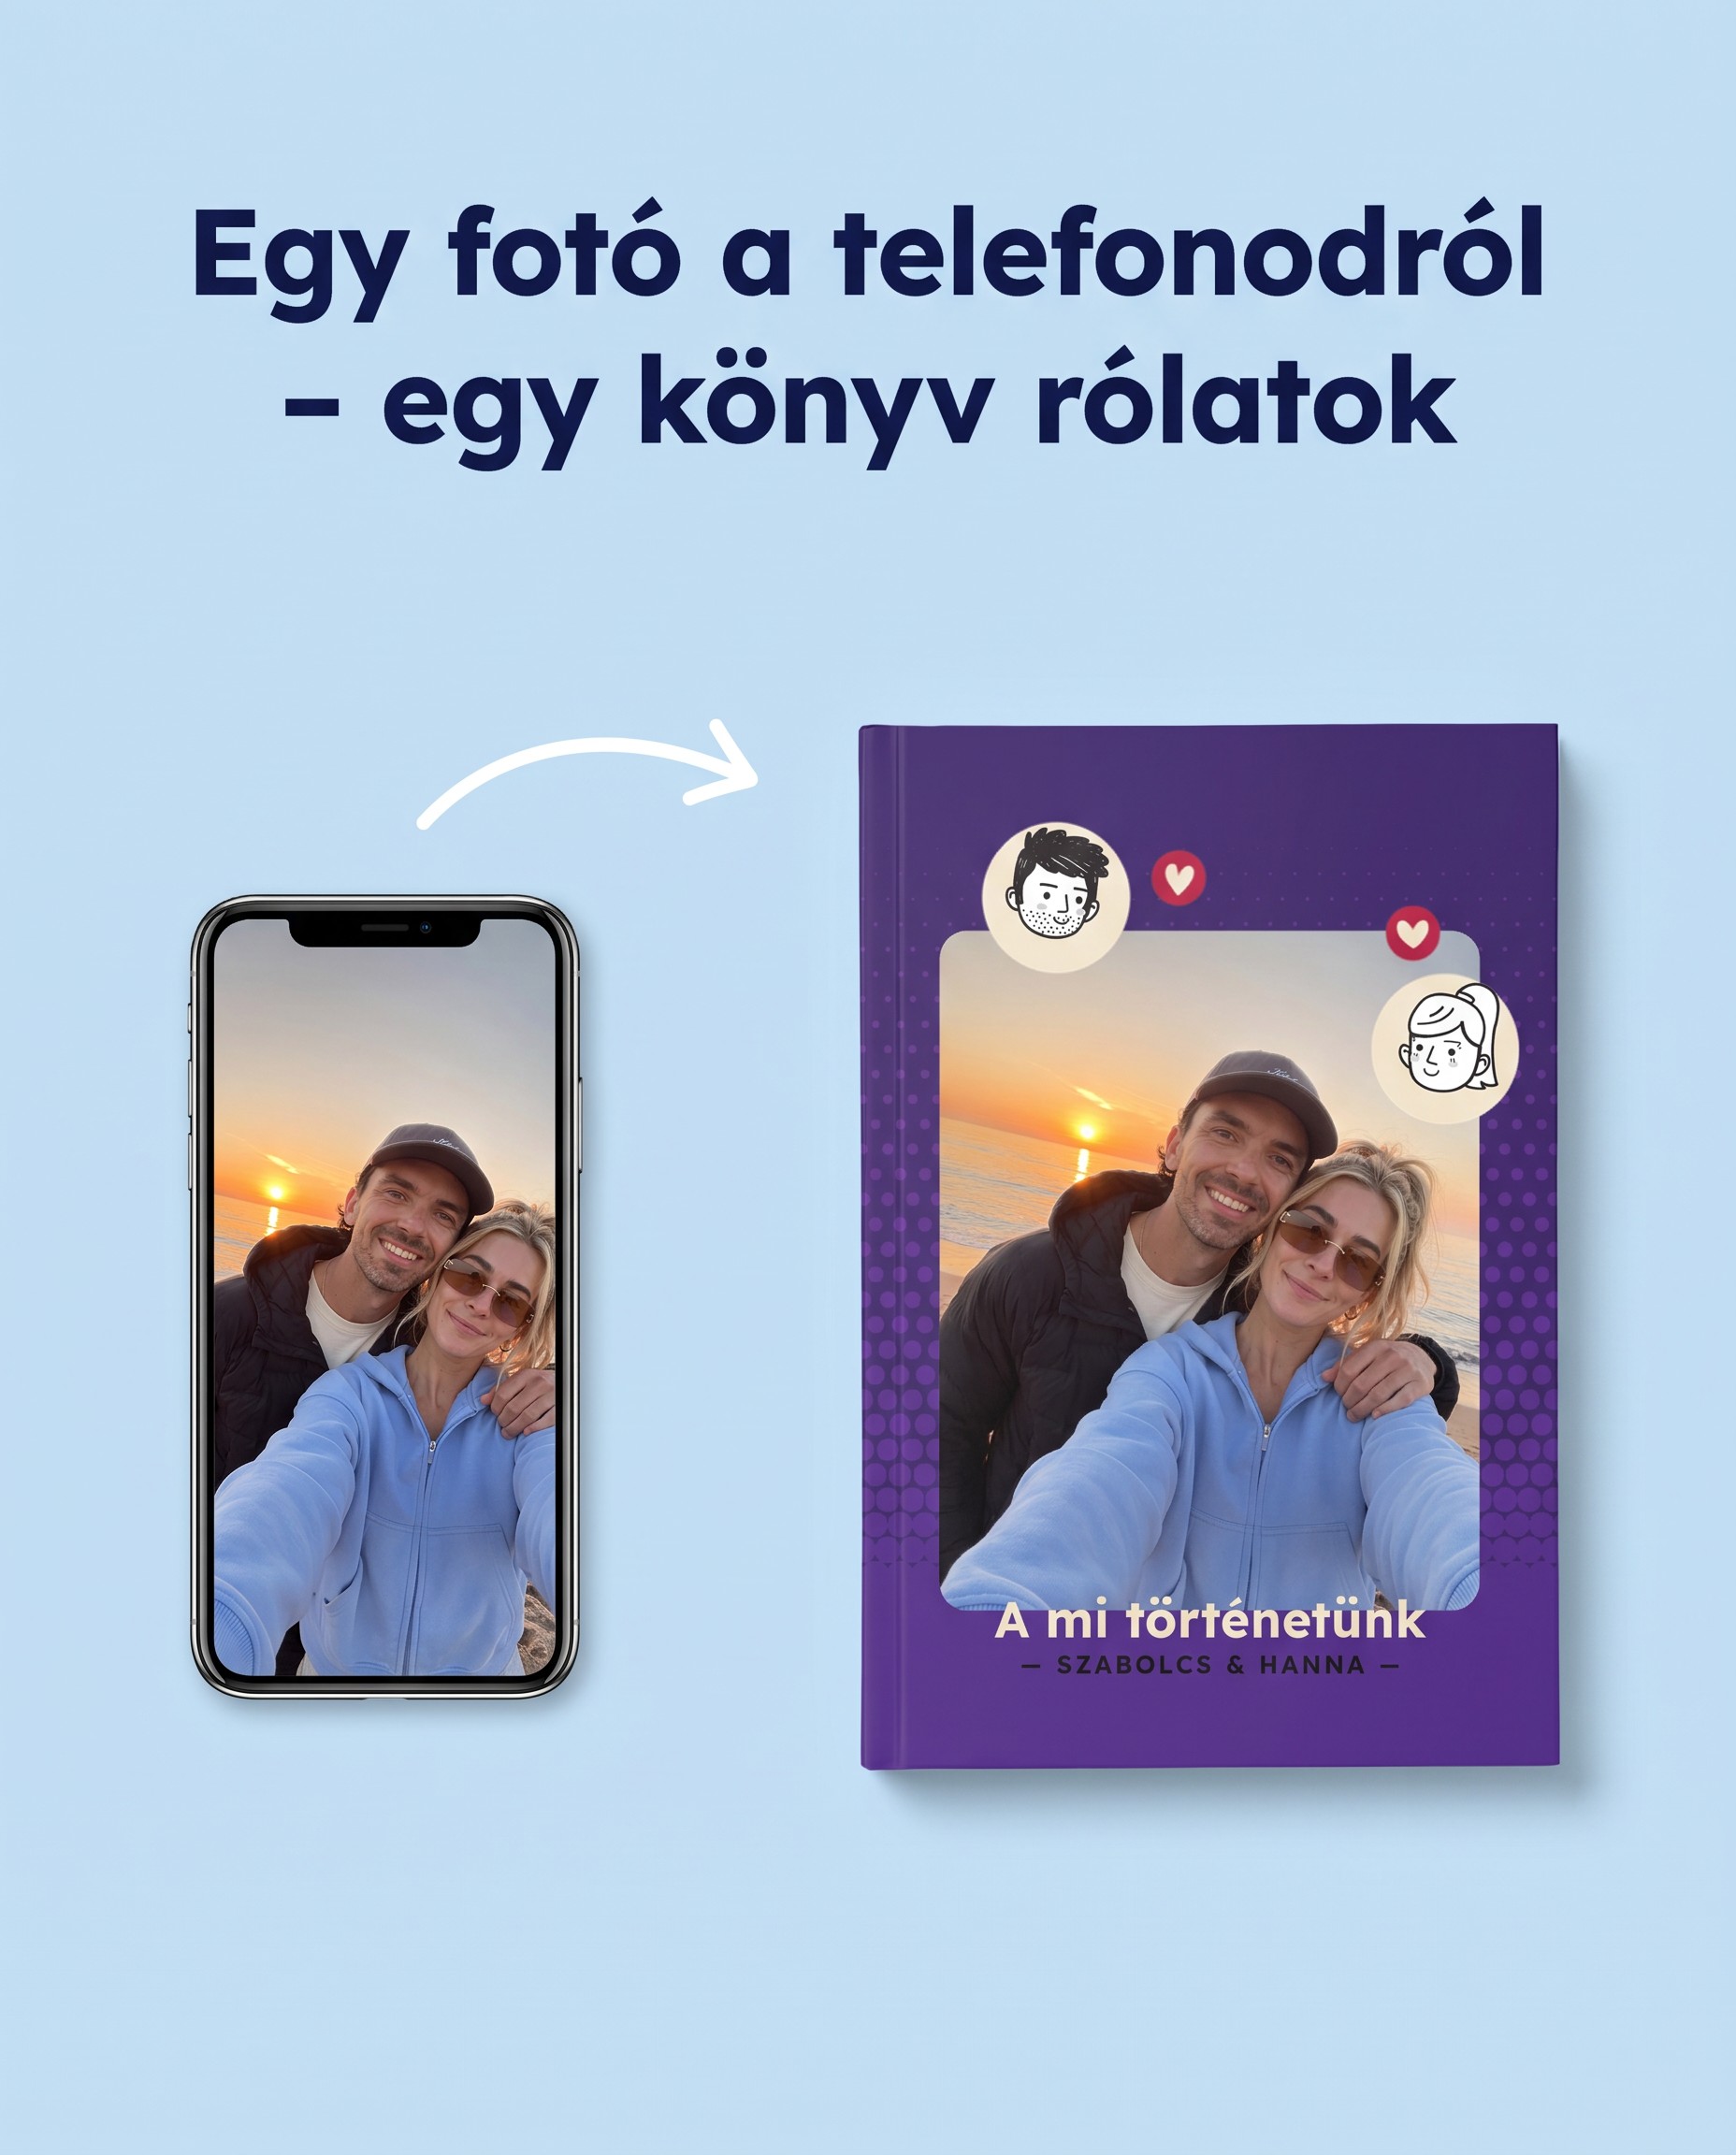 Egy fotó a telefonodról
– egy könyv rólatok
A mi történetünk
– SZABOLCS & HANNA –